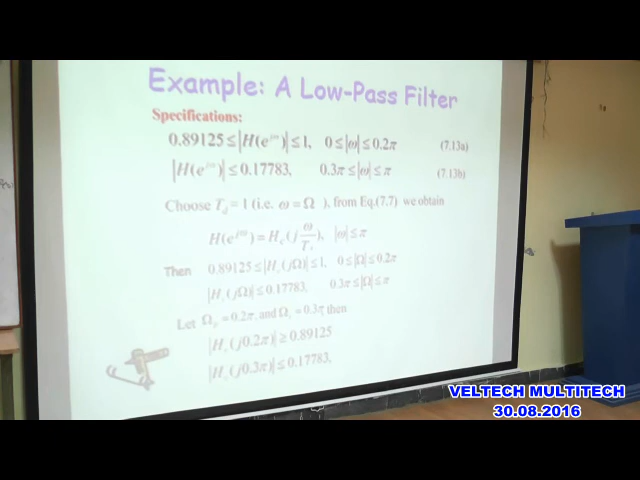 Example: A Low-Pass Filter
Specifications:
0.89125 ≤ |H(e^{jω})| ≤ 1, 0 ≤ |ω| ≤ 0.2π (7.13a)
|H(e^{jω})| ≤ 0.17783, 0.3π ≤ |ω| ≤ π (7.13b)
Choose T_d = 1 (i.e. ω = Ω ), from Eq.(7.7) we obtain
H(e^{jω}) = H_c(j ω/T_d), |ω| ≤ π
Then 0.89125 ≤ |H_c(jΩ)| ≤ 1, 0 ≤ |Ω| ≤ 0.2π
|H_c(jΩ)| ≤ 0.17783, 0.3π ≤ |Ω| ≤ π
Let Ω_p = 0.2π, and Ω_s = 0.3π then
|H_c(j0.2π)| ≥ 0.89125
|H_c(j0.3π)| ≤ 0.17783,
VELTECH MULTITECH
30.08.2016